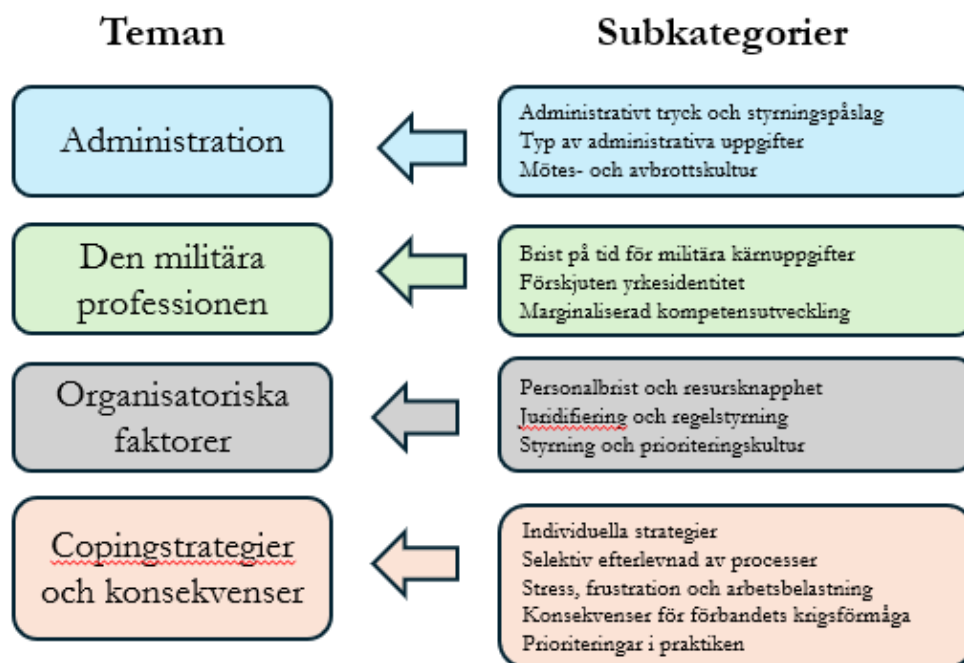 Teman
Subkategorier
Administration
Administrativt tryck och styrningspåslag
Typ av administrativa uppgifter
Mötes- och avbrottskultur
Den militära
professionen
Brist på tid för militära kärnuppgifter
Förskjuten yrkesidentitet
Marginaliserad kompetensutveckling
Organisatoriska
faktorer
Personalbrist och resursknapphet
Juridifiering och regelstyrning
Styrning och prioriteringskultur
Copingstrategier
och konsekvenser
Individuella strategier
Selektiv efterlevnad av processer
Stress, frustration och arbetsbelastning
Konsekvenser för förbandets krigsförmåga
Prioriteringar i praktiken